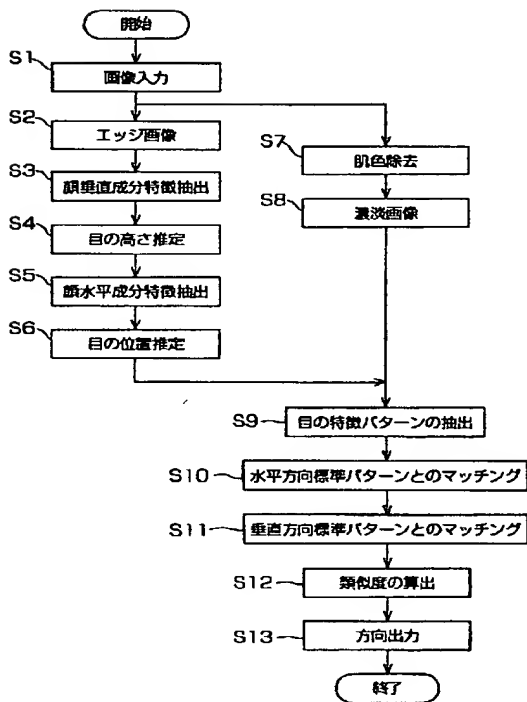 開始
S1 画像入力
S2 エッジ画像
S3 顔垂直成分特徴抽出
S4 目の高さ推定
S5 顔水平成分特徴抽出
S6 目の位置推定
S7 肌色除去
S8 濃淡画像
S9 目の特徴パターンの抽出
S10 水平方向標準パターンとのマッチング
S11 垂直方向標準パターンとのマッチング
S12 類似度の算出
S13 方向出力
終了